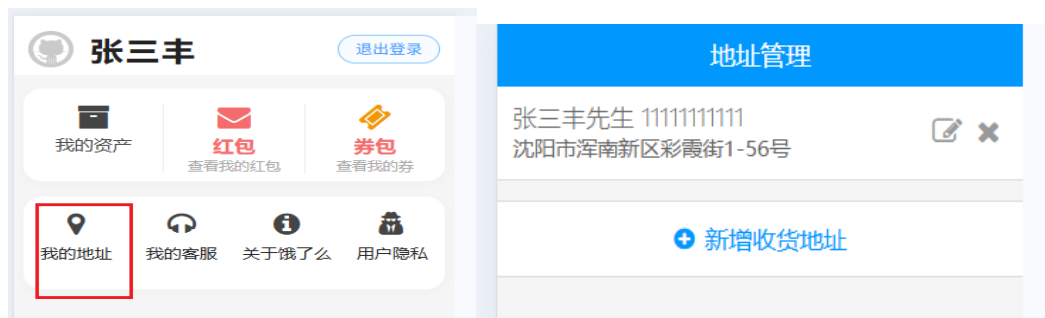 张三丰
退出登录
我的资产
红包
查看我的红包
券包
查看我的券
我的地址
我的客服
关于饿了么
用户隐私
地址管理
张三丰先生 11111111111
沈阳市浑南新区彩霞街1-56号
新增收货地址